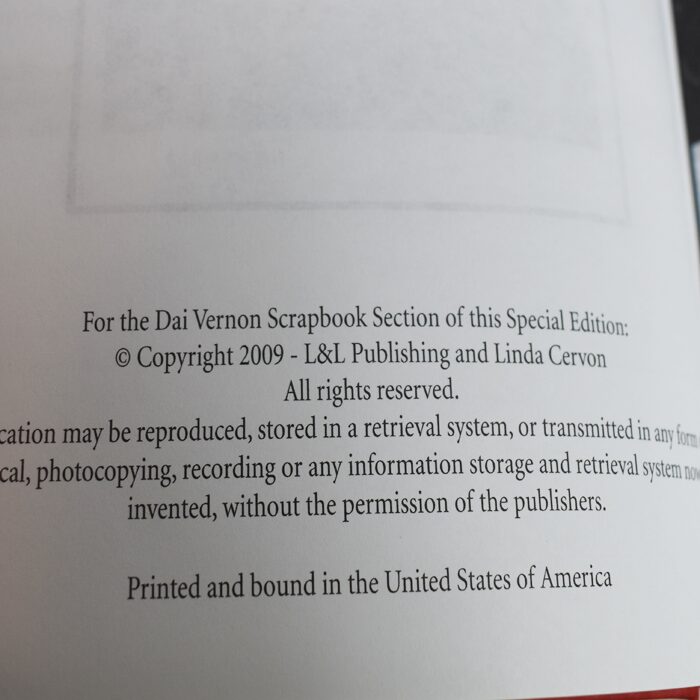 For the Dai Vernon Scrapbook Section of this Special Edition:
© Copyright 2009 - L&L Publishing and Linda Cervon
All rights reserved.
cation may be reproduced, stored in a retrieval system, or transmitted in any form
cal, photocopying, recording or any information storage and retrieval system now
invented, without the permission of the publishers.
Printed and bound in the United States of America